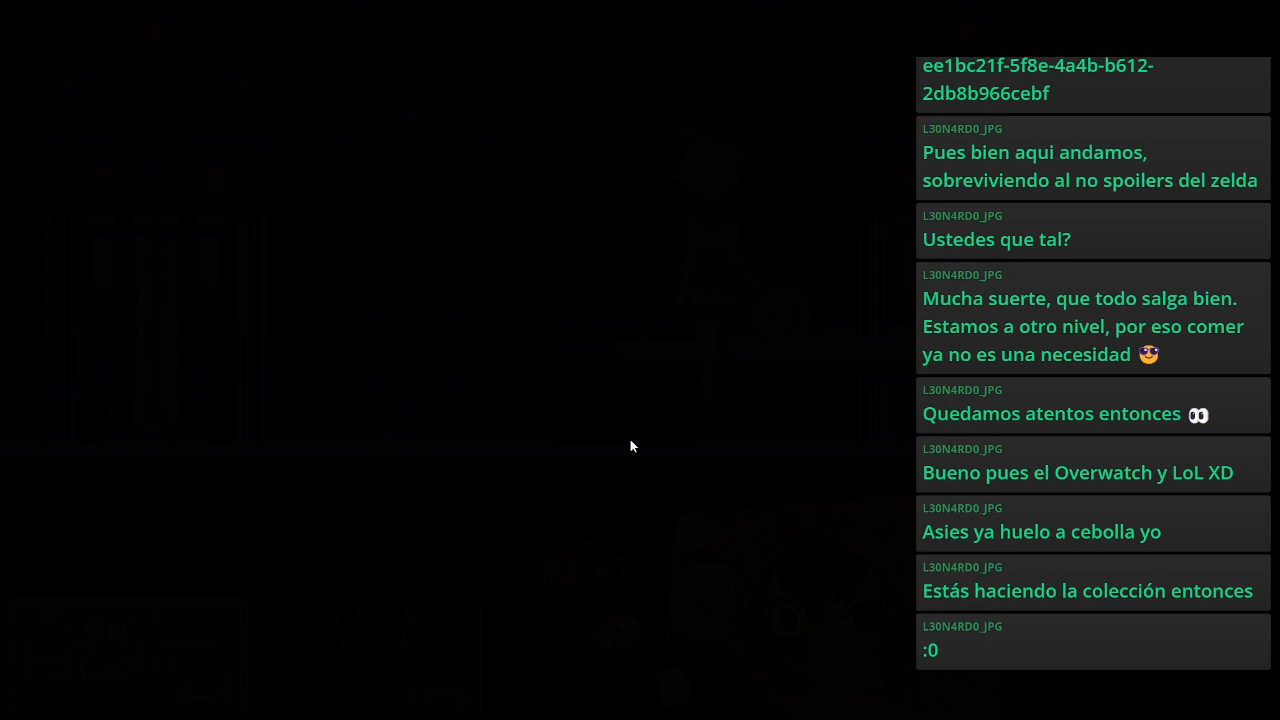 ee1bc21f-5f8e-4a4b-b612-
2db8b966cebf
L30N4RD0_JPG
Pues bien aqui andamos,
sobreviviendo al no spoilers del zelda
L30N4RD0_JPG
Ustedes que tal?
L30N4RD0_JPG
Mucha suerte, que todo salga bien.
Estamos a otro nivel, por eso comer
ya no es una necesidad 😎
L30N4RD0_JPG
Quedamos atentos entonces 👀
L30N4RD0_JPG
Bueno pues el Overwatch y LoL XD
L30N4RD0_JPG
Asies ya huelo a cebolla yo
L30N4RD0_JPG
Estás haciendo la colección entonces
L30N4RD0_JPG
:0